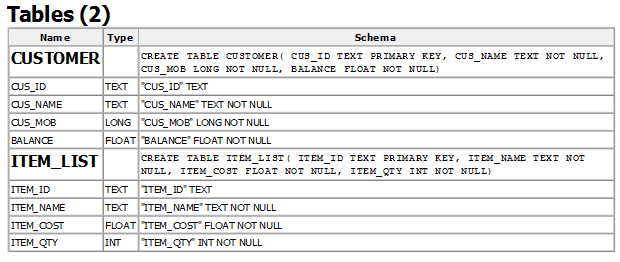 Tables (2)
Name Type Schema
CUSTOMER CREATE TABLE CUSTOMER( CUS_ID TEXT PRIMARY KEY, CUS_NAME TEXT NOT NULL,
CUS_MOB LONG NOT NULL, BALANCE FLOAT NOT NULL)
CUS_ID TEXT "CUS_ID" TEXT
CUS_NAME TEXT "CUS_NAME" TEXT NOT NULL
CUS_MOB LONG "CUS_MOB" LONG NOT NULL
BALANCE FLOAT "BALANCE" FLOAT NOT NULL
ITEM_LIST CREATE TABLE ITEM_LIST( ITEM_ID TEXT PRIMARY KEY, ITEM_NAME TEXT NOT
NULL, ITEM_COST FLOAT NOT NULL, ITEM_QTY INT NOT NULL)
ITEM_ID TEXT "ITEM_ID" TEXT
ITEM_NAME TEXT "ITEM_NAME" TEXT NOT NULL
ITEM_COST FLOAT "ITEM_COST" FLOAT NOT NULL
ITEM_QTY INT "ITEM_QTY" INT NOT NULL